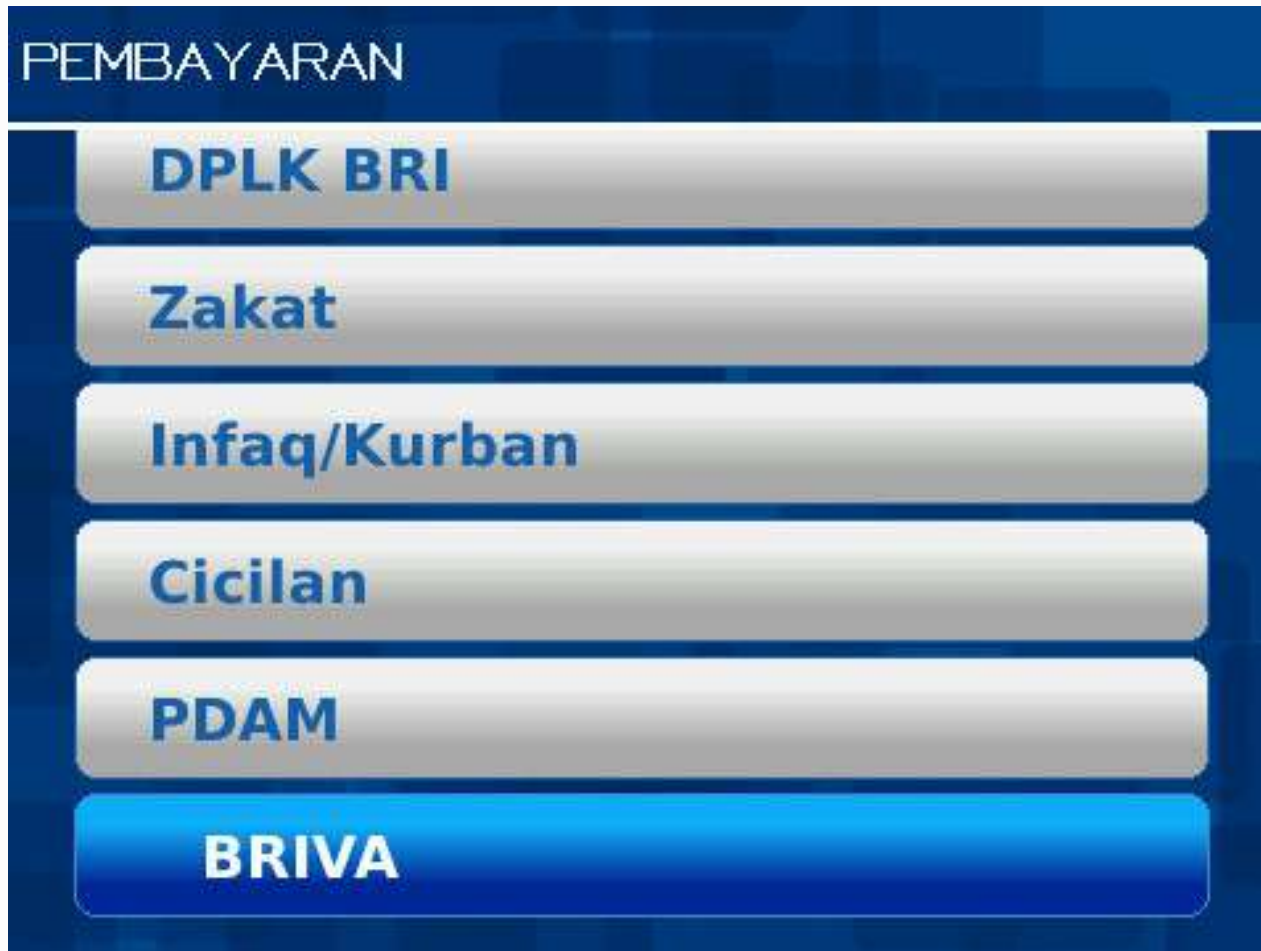 PEMBAYARAN
DPLK BRI
Zakat
Infaq/Kurban
Cicilan
PDAM
BRIVA